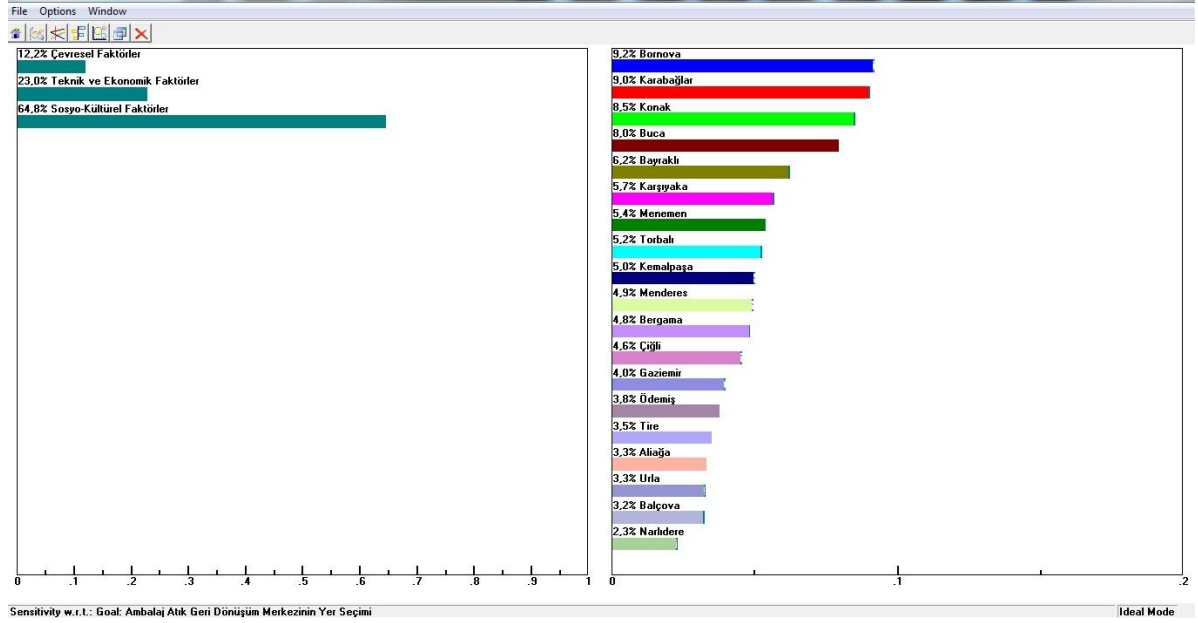 File Options Window
12,2% Çevresel Faktörler
23,0% Teknik ve Ekonomik Faktörler
64,8% Sosyo-Kültürel Faktörler
0 .1 .2 .3 .4 .5 .6 .7 .8 .9 1
9,2% Bornova
9,0% Karabağlar
8,5% Konak
8,0% Buca
6,2% Bayraklı
5,7% Karşıyaka
5,4% Menemen
5,2% Torbalı
5,0% Kemalpaşa
4,9% Menderes
4,8% Bergama
4,6% Çiğli
4,0% Gaziemir
3,8% Ödemiş
3,5% Tire
3,3% Aliağa
3,3% Urla
3,2% Balçova
2,3% Narlıdere
0 .1 .2
Sensitivity w.r.t.: Goal: Ambalaj Atık Geri Dönüşüm Merkezinin Yer Seçimi
Ideal Mode